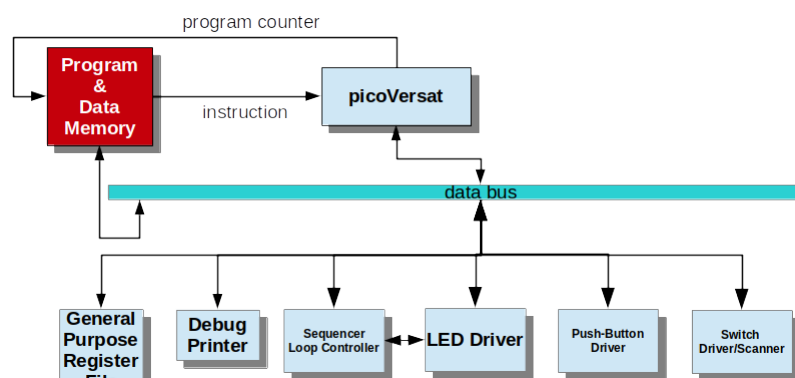 program counter
Program
&
Data
Memory
instruction
picoVersat
data bus
General
Purpose
Register
File
Debug
Printer
Sequencer
Loop Controller
LED Driver
Push-Button
Driver
Switch
Driver/Scanner